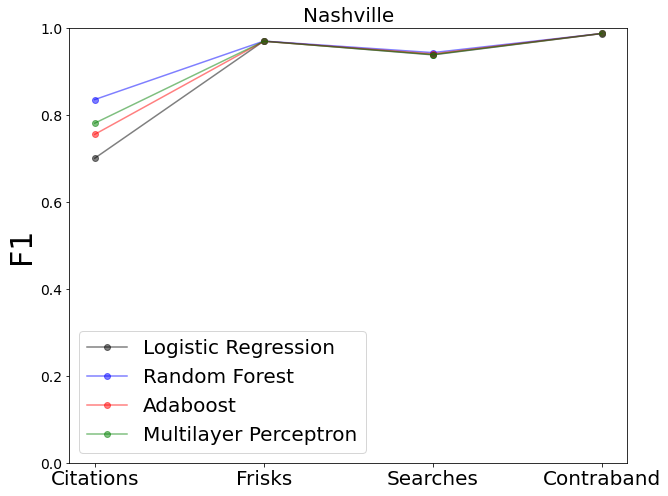 Nashville
F1
1.0
0.8
0.6
0.4
0.2
0.0
Logistic Regression
Random Forest
Adaboost
Multilayer Perceptron
Citations Frisks Searches Contraband